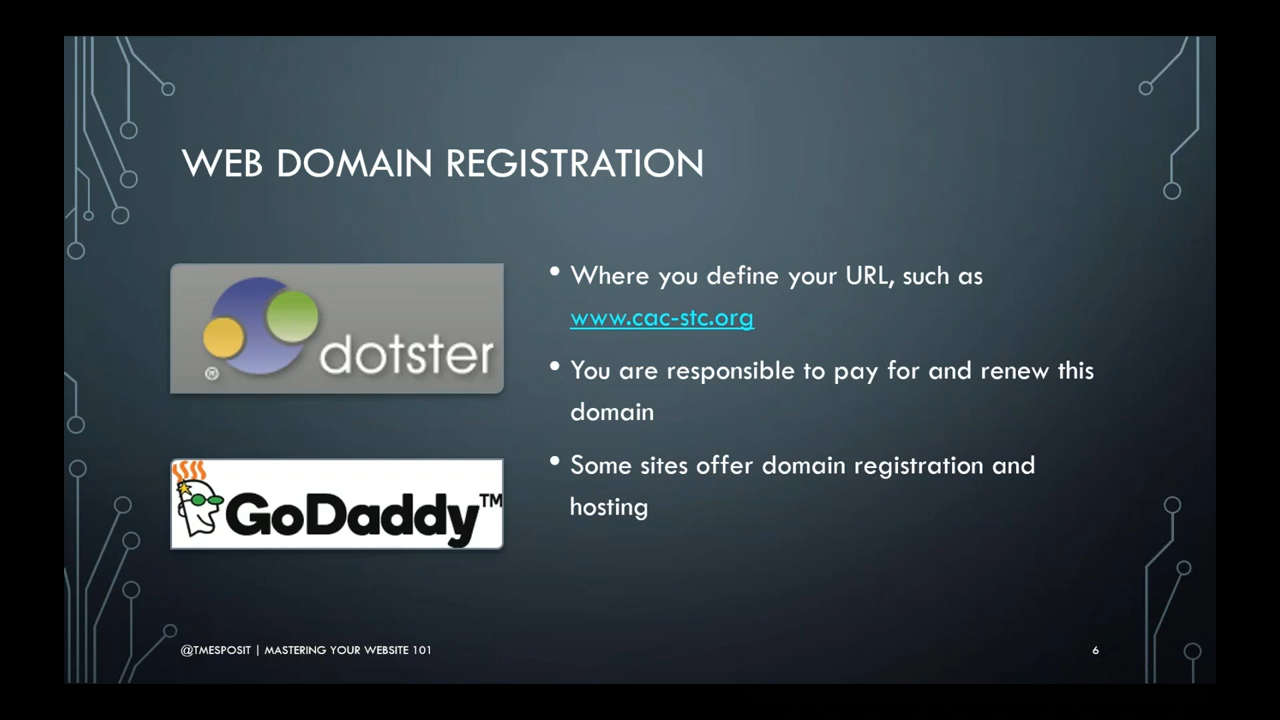 WEB DOMAIN REGISTRATION
dotster
®
GoDaddy™
• Where you define your URL, such as
www.cac-stc.org
• You are responsible to pay for and renew this
domain
• Some sites offer domain registration and
hosting
@TMESPOSIT | MASTERING YOUR WEBSITE 101
6